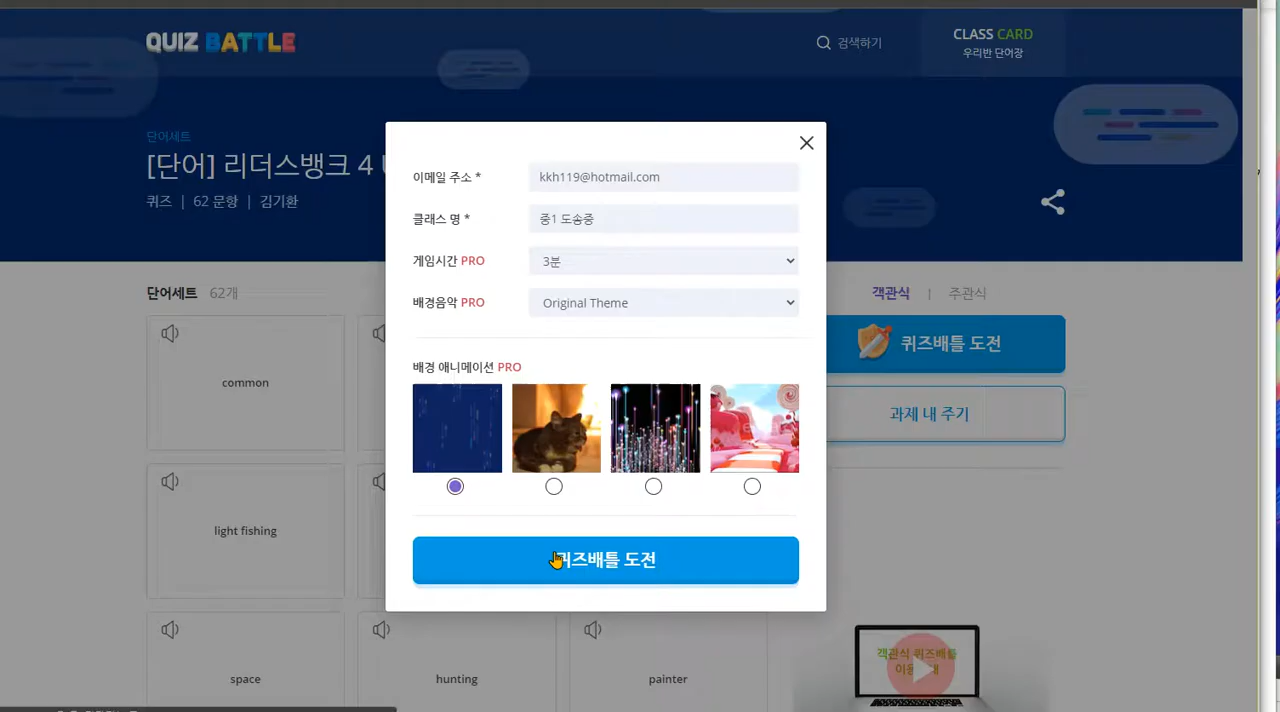 QUIZ BATTLE
검색하기
CLASS CARD
우리반 단어장
단어세트
[단어] 리더스뱅크 4
퀴즈 | 62 문항 | 김기환
이메일 주소 *
kkh119@hotmail.com
클래스 명 *
중1 도송중
게임시간 PRO
3분
배경음악 PRO
Original Theme
배경 애니메이션 PRO
퀴즈배틀 도전
단어세트 62개
common
light fishing
space
hunting
painter
객관식 | 주관식
퀴즈배틀 도전
과제 내 주기
객관식 퀴즈배틀